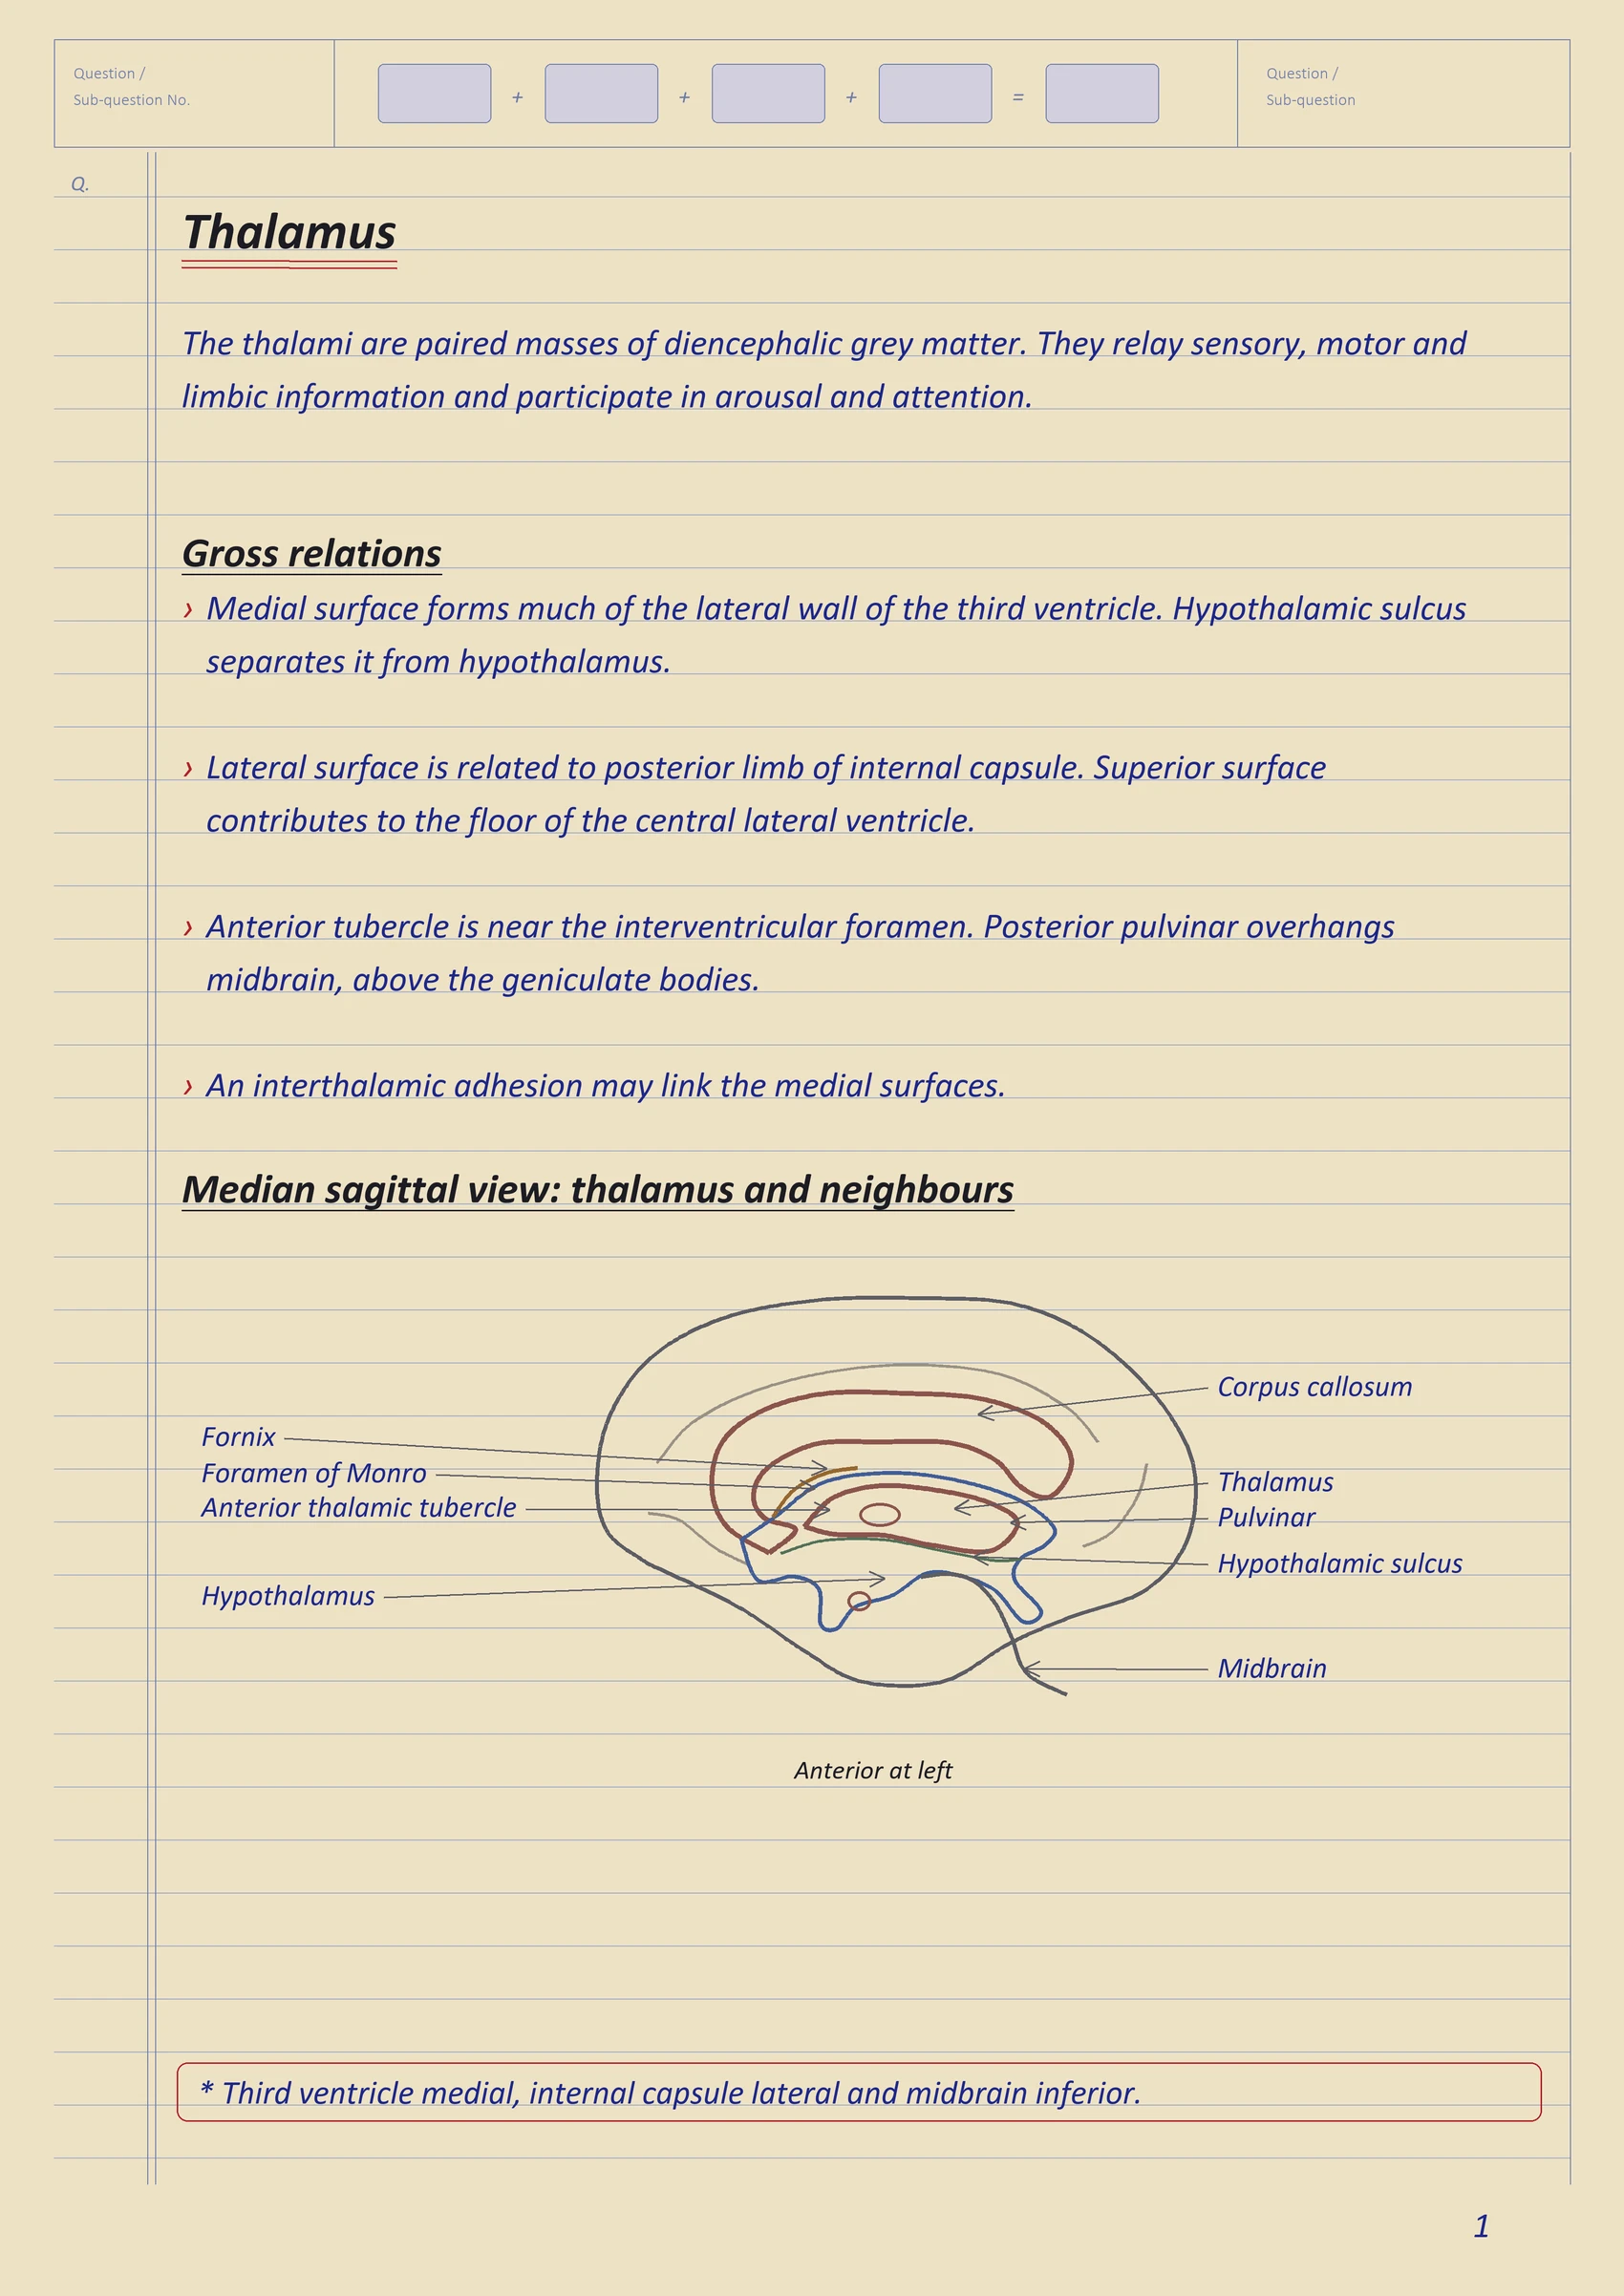 Question /
Sub-question No.
+ + + =
Question /
Sub-question
Q.
Thalamus
The thalami are paired masses of diencephalic grey matter. They relay sensory, motor and
limbic information and participate in arousal and attention.
Gross relations
› Medial surface forms much of the lateral wall of the third ventricle. Hypothalamic sulcus
separates it from hypothalamus.
› Lateral surface is related to posterior limb of internal capsule. Superior surface
contributes to the floor of the central lateral ventricle.
› Anterior tubercle is near the interventricular foramen. Posterior pulvinar overhangs
midbrain, above the geniculate bodies.
› An interthalamic adhesion may link the medial surfaces.
Median sagittal view: thalamus and neighbours
Corpus callosum
Fornix
Foramen of Monro
Thalamus
Anterior thalamic tubercle
Pulvinar
Hypothalamic sulcus
Hypothalamus
Midbrain
Anterior at left
* Third ventricle medial, internal capsule lateral and midbrain inferior.
1